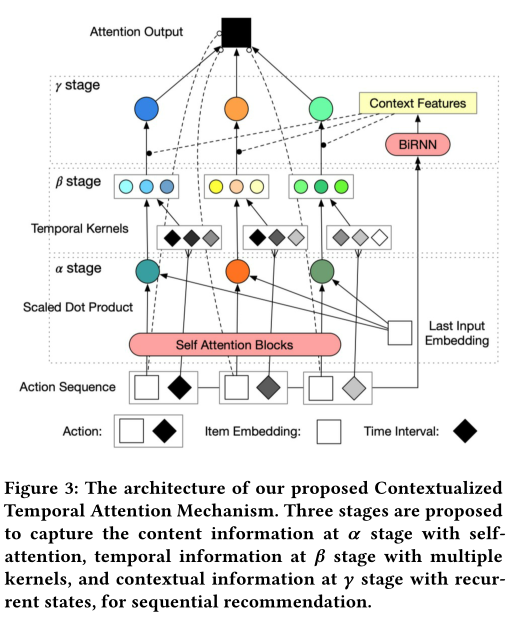 Attention Output
γ stage
Context Features
BiRNN
β stage
Temporal Kernels
α stage
Scaled Dot Product
Last Input
Embedding
Self Attention Blocks
Action Sequence
Action:
Item Embedding:
Time Interval:
Figure 3: The architecture of our proposed Contextualized
Temporal Attention Mechanism. Three stages are proposed
to capture the content information at α stage with self-
attention, temporal information at β stage with multiple
kernels, and contextual information at γ stage with recur-
rent states, for sequential recommendation.